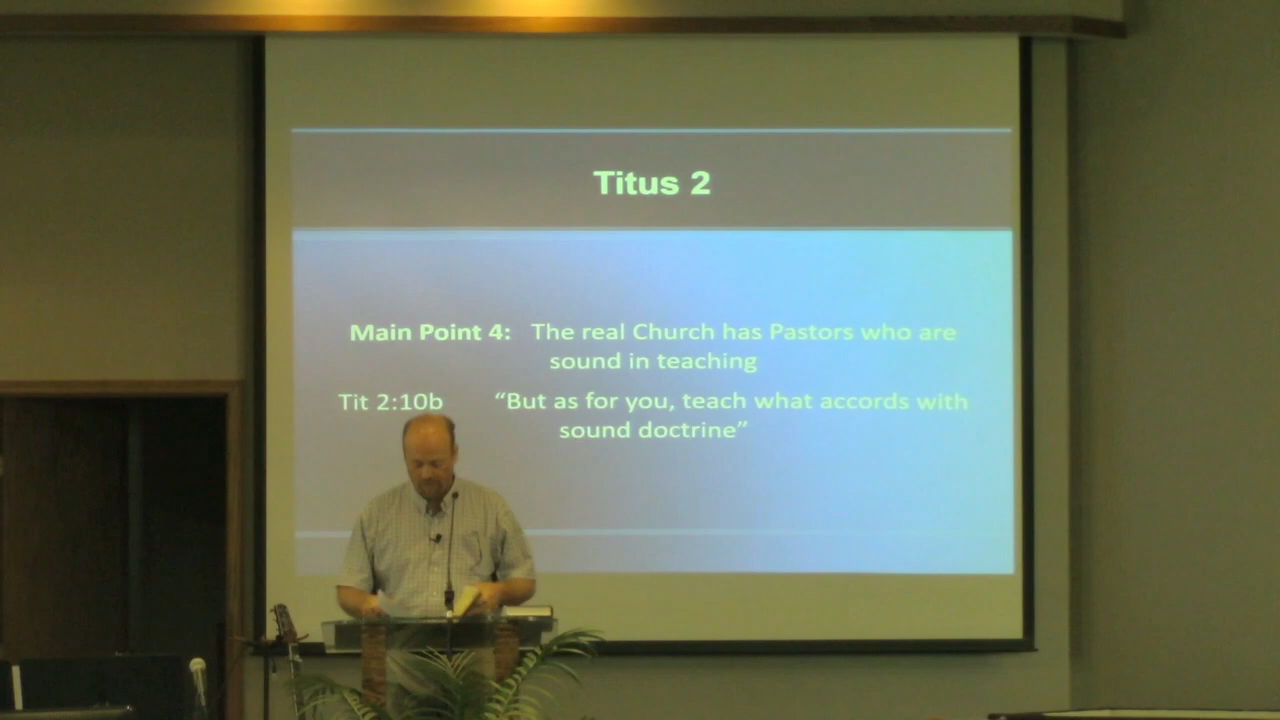 Titus 2
Main Point 4: The real Church has Pastors who are
sound in teaching
Tit 2:10b “But as for you, teach what accords with
sound doctrine”